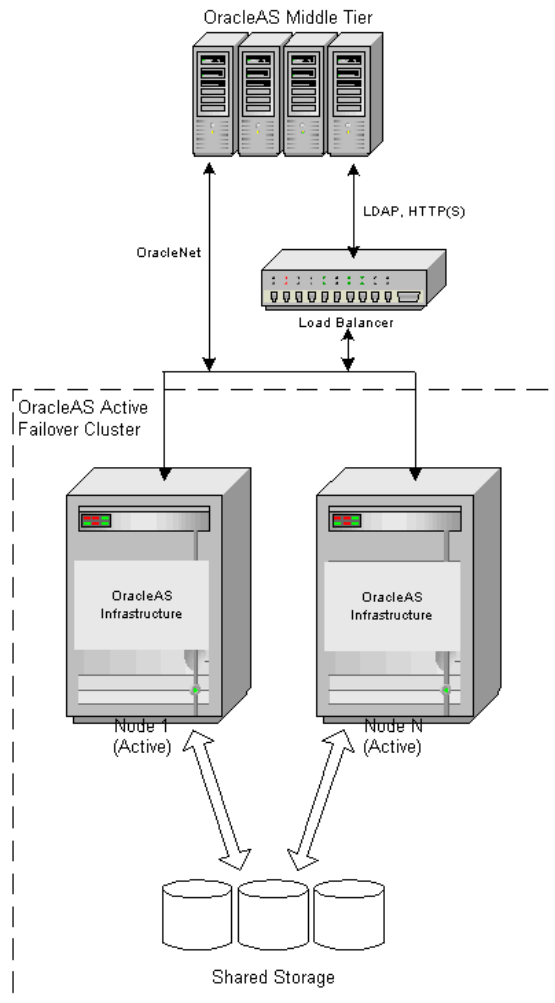 OracleAS Middle Tier
LDAP, HTTP(S)
OracleNet
Load Balancer
OracleAS Active
Failover Cluster
OracleAS
Infrastructure
OracleAS
Infrastructure
Node 1
(Active)
Node N
(Active)
Shared Storage